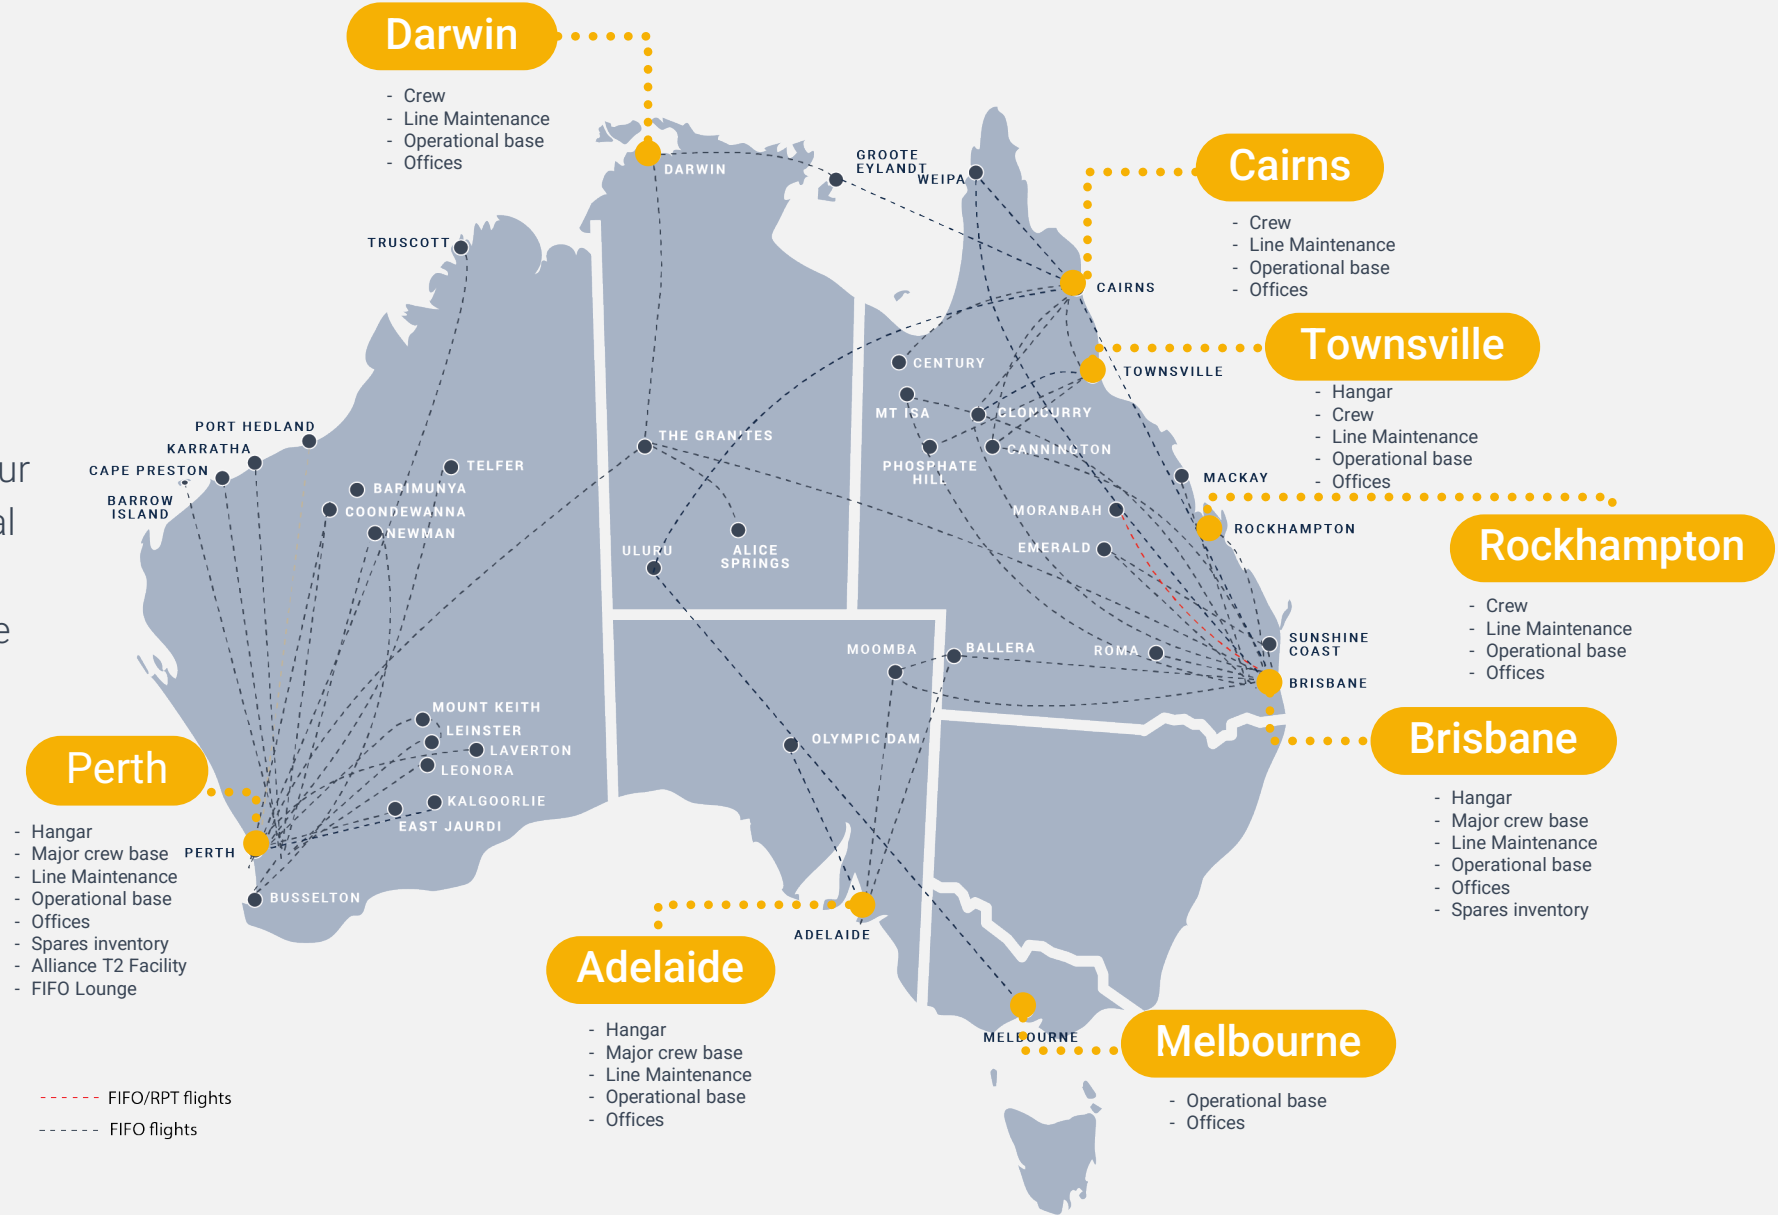 Darwin
- Crew
- Line Maintenance
- Operational base
- Offices
DARWIN
GROOTE
EYLANDT
WEIPA
Cairns
- Crew
- Line Maintenance
- Operational base
- Offices
TRUSCOTT
CAIRNS
Townsville
- Hangar
- Crew
- Line Maintenance
- Operational base
- Offices
CENTURY
TOWNSVILLE
MT ISA
CLONCURRY
CANNINGTON
PHOSPHATE
HILL
PORT HEDLAND
KARRATHA
CAPE PRESTON
BARROW
ISLAND
THE GRANITES
TELFER
BARIMUNYA
COONDEWANNA
NEWMAN
ur
al
e
MACKAY
MORANBAH
ROCKHAMPTON
EMERALD
ULURU
ALICE
SPRINGS
Rockhampton
- Crew
- Line Maintenance
- Operational base
- Offices
MOOMBA
BALLERA
ROMA
SUNSHINE
COAST
BRISBANE
MOUNT KEITH
LEINSTER
LAVERTON
LEONORA
KALGOORLIE
EAST JAURDI
OLYMPIC DAM
Brisbane
- Hangar
- Major crew base
- Line Maintenance
- Operational base
- Offices
- Spares inventory
Perth
- Hangar
- Major crew base
- Line Maintenance
- Operational base
- Offices
- Spares inventory
- Alliance T2 Facility
- FIFO Lounge
PERTH
BUSSELTON
ADELAIDE
Adelaide
- Hangar
- Major crew base
- Line Maintenance
- Operational base
- Offices
MELBOURNE
Melbourne
- Operational base
- Offices
------ FIFO/RPT flights
------ FIFO flights